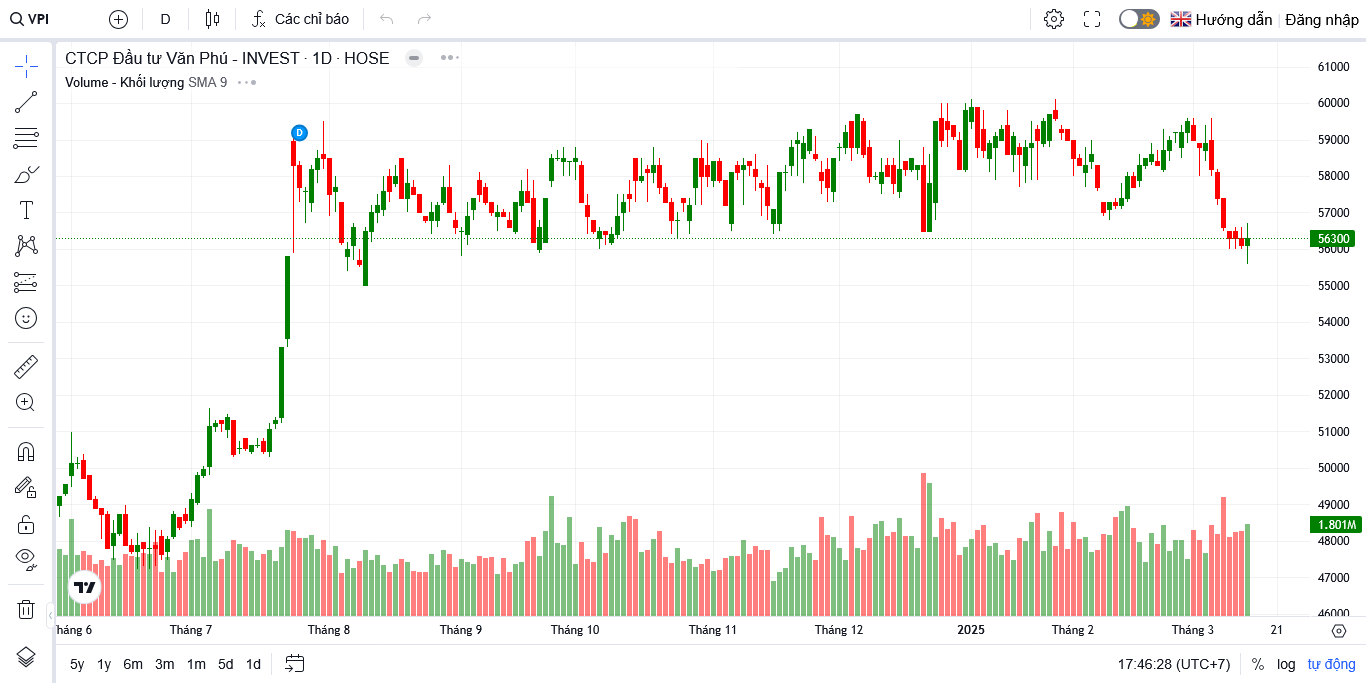 VPI D Các chỉ báo Hướng dẫn Đăng nhập
CTCP Đầu tư Văn Phú - INVEST · 1D · HOSE
Volume - Khối lượng SMA 9
D
61000
60000
59000
58000
57000
56300
56000
55000
54000
53000
52000
51000
50000
49000
1.801M
48000
47000
46000
T
háng 6 Tháng 7 Tháng 8 Tháng 9 Tháng 10 Tháng 11 Tháng 12 2025 Tháng 2 Tháng 3 21
5y 1y 6m 3m 1m 5d 1d 17:46:28 (UTC+7) % log tự động